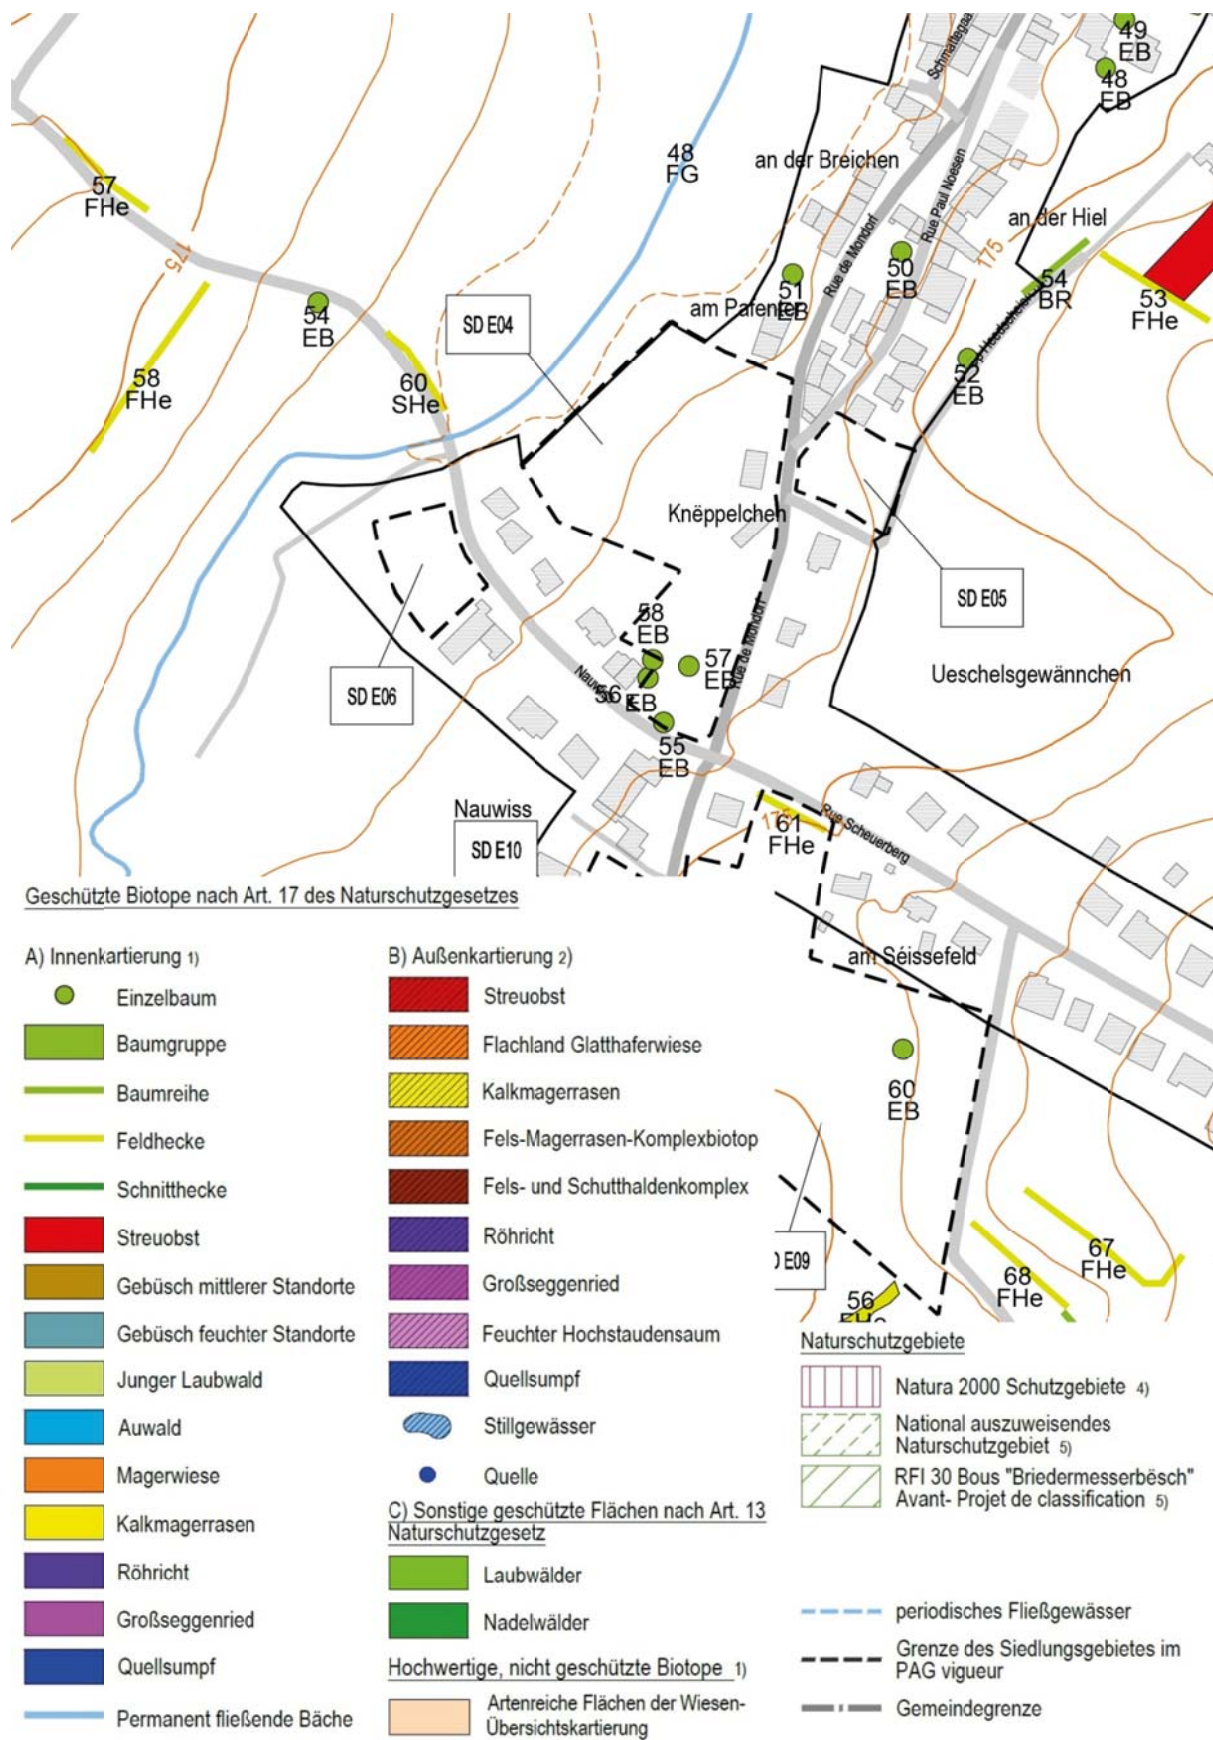 49
EB
48
EB
Schmattegaas
48
FG
an der Breichen
Rue Paul Noesen
57
FHe
an der Hiel
175
Rue de Mondorf
175
50
EB
54
BR
51
EB
53
FHe
54
EB
am Pafenter
SD E04
52
EB
58
FHe
60
SHe
Knëppelchen
SD E05
58
EB
Rue de Mondorf
57
EB
Ueschelsgewännchen
SD E06
Nauwiss
56
EB
55
EB
Nauwiss
61
FHe
Rue Scheuerberg
SD E10
Geschützte Biotope nach Art. 17 des Naturschutzgesetzes
am Séissefeld
A) Innenkartierung 1)
Einzelbaum
Baumgruppe
Baumreihe
Feldhecke
Schnitthecke
Streuobst
Gebüsch mittlerer Standorte
Gebüsch feuchter Standorte
Junger Laubwald
Auwald
Magerwiese
Kalkmagerrasen
Röhricht
Großseggenried
Quellsumpf
Permanent fließende Bäche
B) Außenkartierung 2)
Streuobst
Flachland Glatthaferwiese
Kalkmagerrasen
Fels-Magerrasen-Komplexbiotop
Fels- und Schutthaldenkomplex
Röhricht
Großseggenried
Feuchter Hochstaudensaum
Quellsumpf
Stillgewässer
Quelle
C) Sonstige geschützte Flächen nach Art. 13
Naturschutzgesetz
Laubwälder
Nadelwälder
Hochwertige, nicht geschützte Biotope 1)
Artenreiche Flächen der Wiesen-
Übersichtskartierung
60
EB
67
FHe
E09
68
FHe
56
FHe
Naturschutzgebiete
Natura 2000 Schutzgebiete 4)
National auszuweisendes
Naturschutzgebiet 5)
RFI 30 Bous "Briedermesserbësch"
Avant- Projet de classification 5)
periodisches Fließgewässer
Grenze des Siedlungsgebietes im
PAG vigueur
Gemeindegrenze